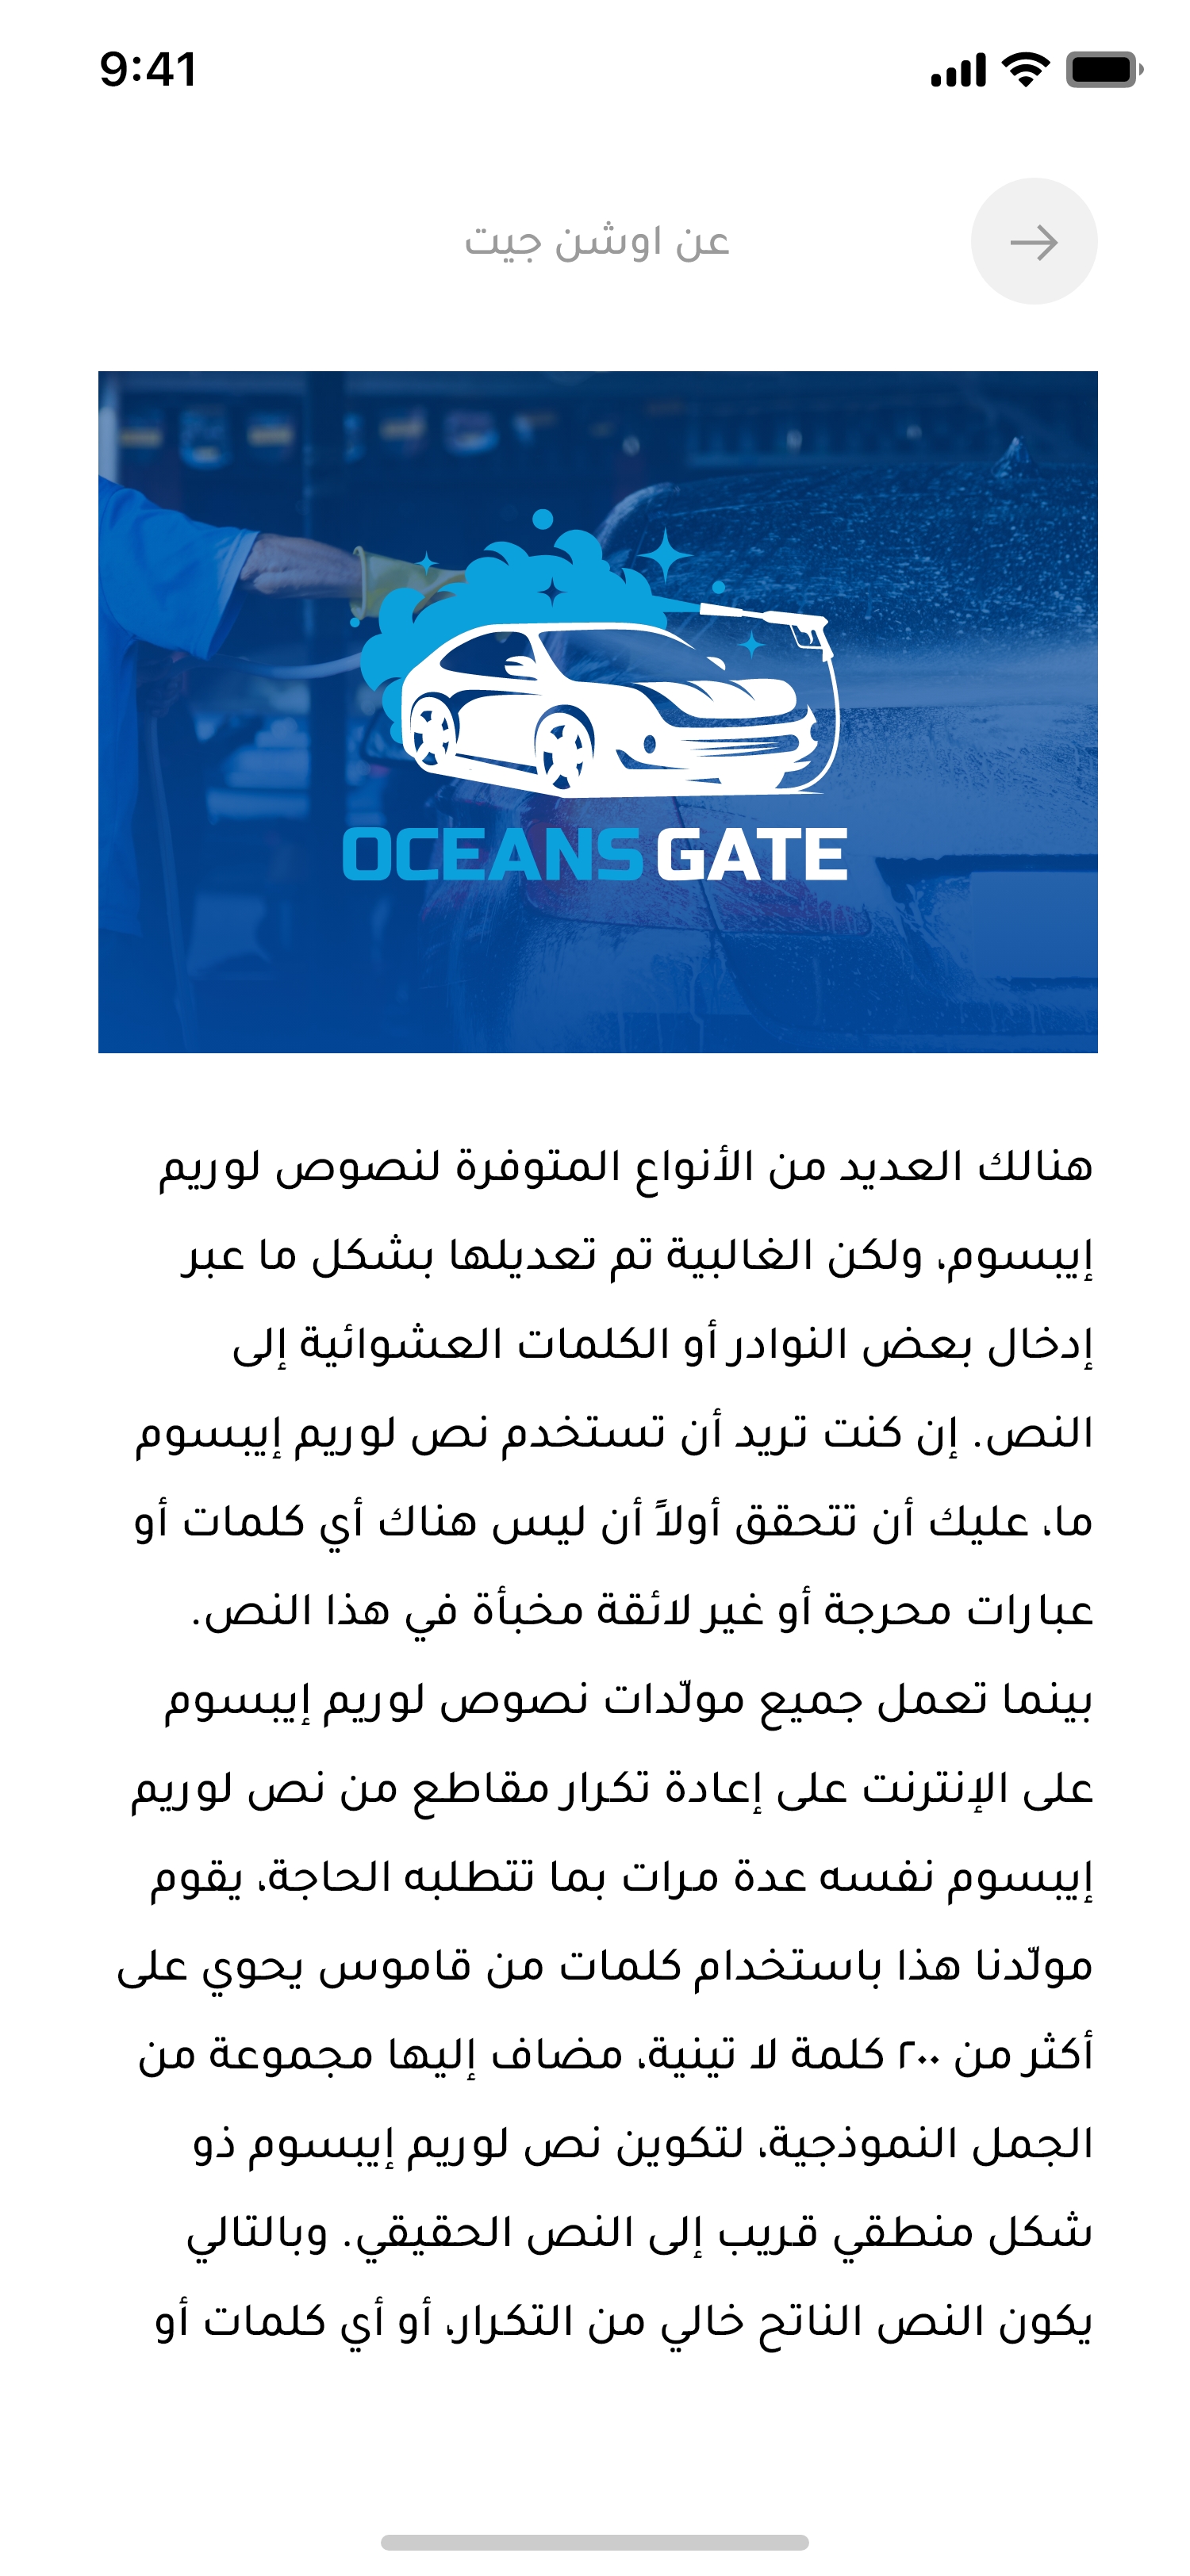 9:41
عن اوشن جيت
OCEANS GATE
هنالك العديد من الأنواع المتوفرة لنصوص لوريم
إيبسوم، ولكن الغالبية تم تعديلها بشكل ما عبر
إدخال بعض النوادر أو الكلمات العشوائية إلى
النص. إن كنت تريد أن تستخدم نص لوريم إيبسوم
ما، عليك أن تتحقق أولاً أن ليس هناك أي كلمات أو
عبارات محرجة أو غير لائقة مخبأة في هذا النص.
بينما تعمل جميع مولّدات نصوص لوريم إيبسوم
على الإنترنت على إعادة تكرار مقاطع من نص لوريم
إيبسوم نفسه عدة مرات بما تتطلبه الحاجة، يقوم
مولّدنا هذا باستخدام كلمات من قاموس يحوي على
أكثر من ٢٠٠ كلمة لا تينية، مضاف إليها مجموعة من
الجمل النموذجية، لتكوين نص لوريم إيبسوم ذو
شكل منطقي قريب إلى النص الحقيقي. وبالتالي
يكون النص الناتح خالي من التكرار، أو أي كلمات أو